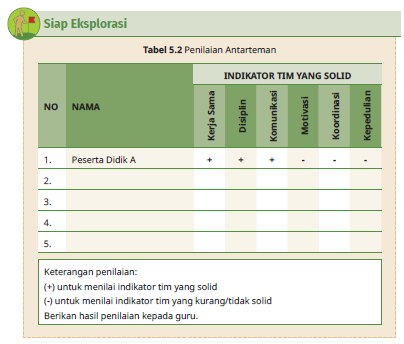 Siap Eksplorasi
Tabel 5.2 Penilaian Antarteman
NO NAMA INDIKATOR TIM YANG SOLID
Kerja Sama Disiplin Komunikasi Motivasi Koordinasi Kepedulian
1. Peserta Didik A + + + - - -
2.
3.
4.
5.
Keterangan penilaian:
(+) untuk menilai indikator tim yang solid
(-) untuk menilai indikator tim yang kurang/tidak solid
Berikan hasil penilaian kepada guru.